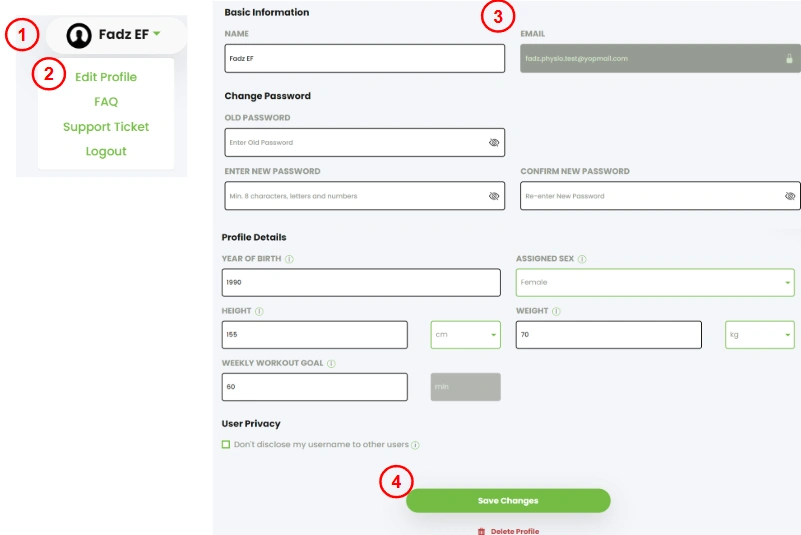 1
Fadz EF
2
Edit Profile
FAQ
Support Ticket
Logout
3
Basic Information
NAME
EMAIL
Fadz EF
fadz.physio.test@yopmail.com
Change Password
OLD PASSWORD
Enter Old Password
ENTER NEW PASSWORD
CONFIRM NEW PASSWORD
Min. 8 characters, letters and numbers
Re-enter New Password
Profile Details
YEAR OF BIRTH
ASSIGNED SEX
1990
Female
HEIGHT
WEIGHT
155
cm
70
kg
WEEKLY WORKOUT GOAL
60
min
User Privacy
Don't disclose my username to other users
4
Save Changes
Delete Profile